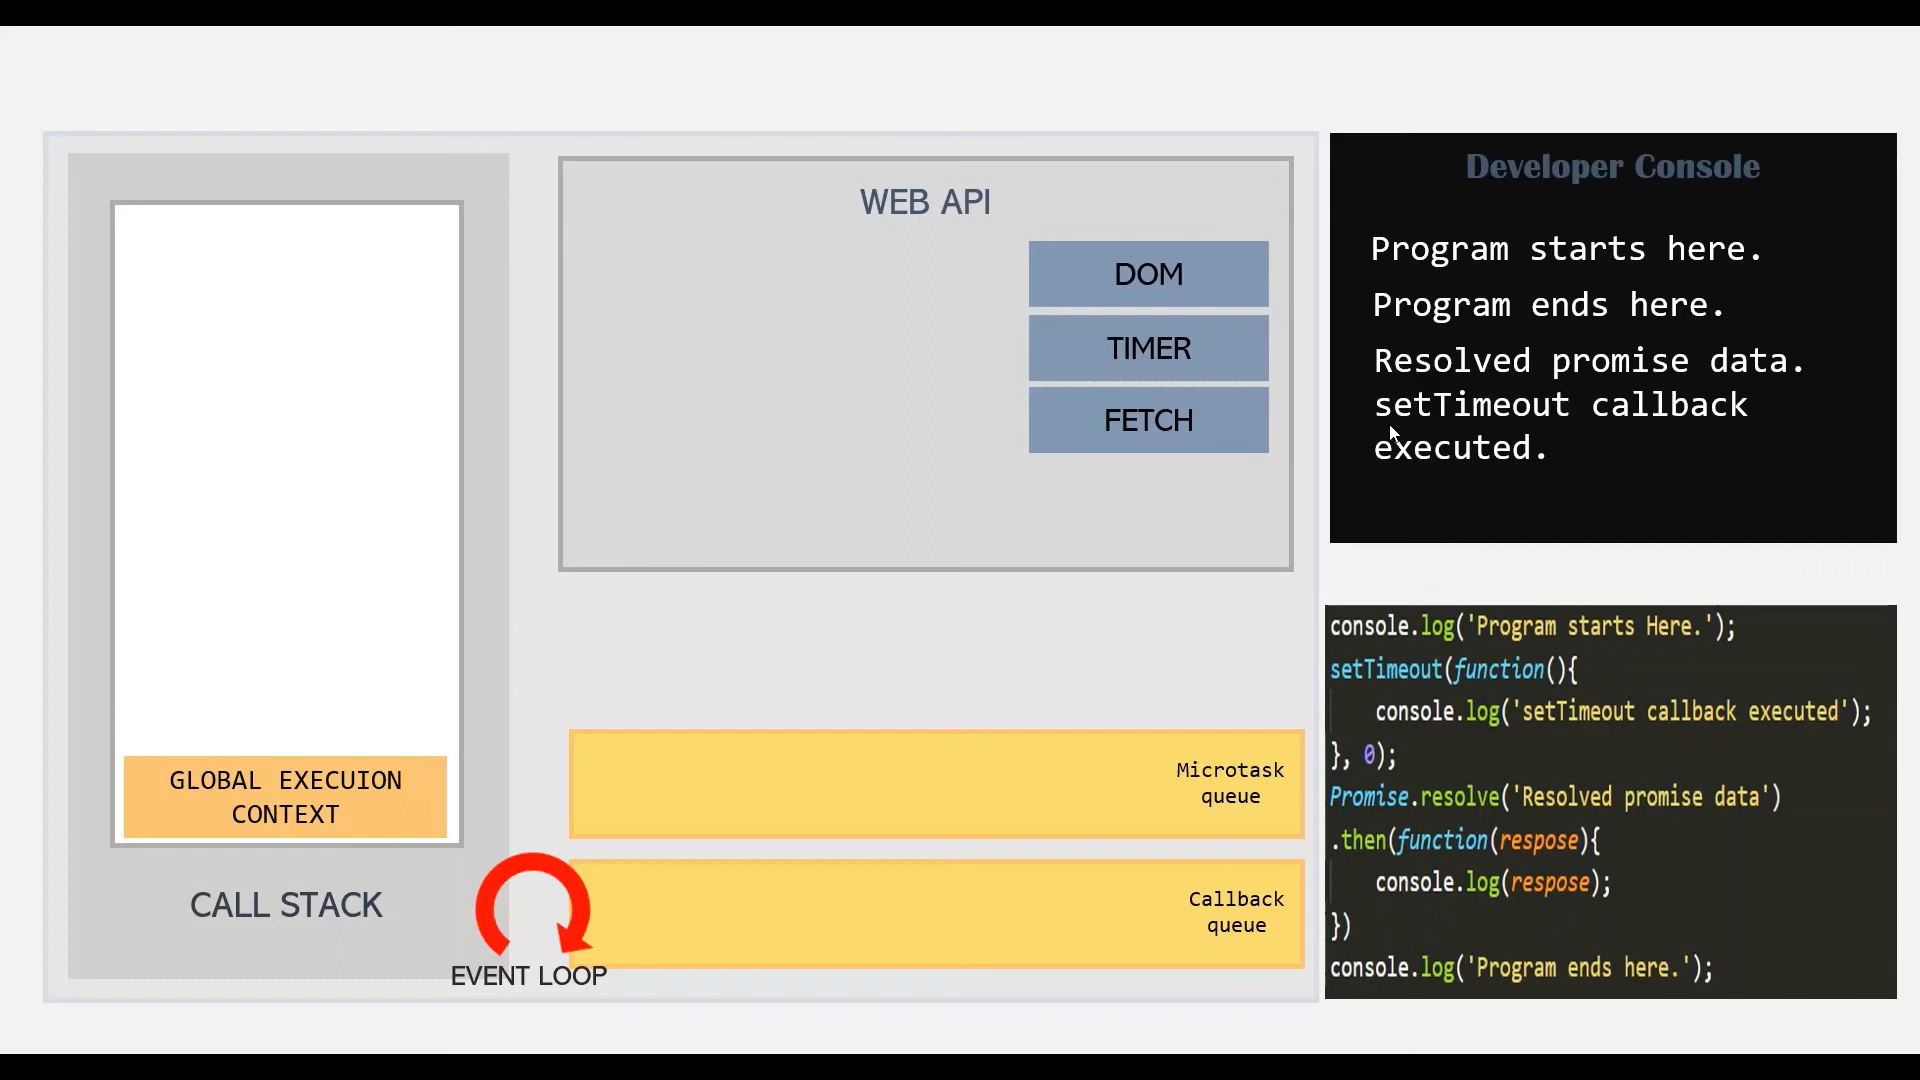 WEB API
DOM
TIMER
FETCH
GLOBAL EXECUION
CONTEXT
CALL STACK
EVENT LOOP
Microtask
queue
Callback
queue
Developer Console
Program starts here.
Program ends here.
Resolved promise data.
setTimeout callback
executed.
console.log('Program starts Here.');
setTimeout(function(){
    console.log('setTimeout callback executed');
}, 0);
Promise.resolve('Resolved promise data')
.then(function(respose){
    console.log(respose);
})
console.log('Program ends here.');